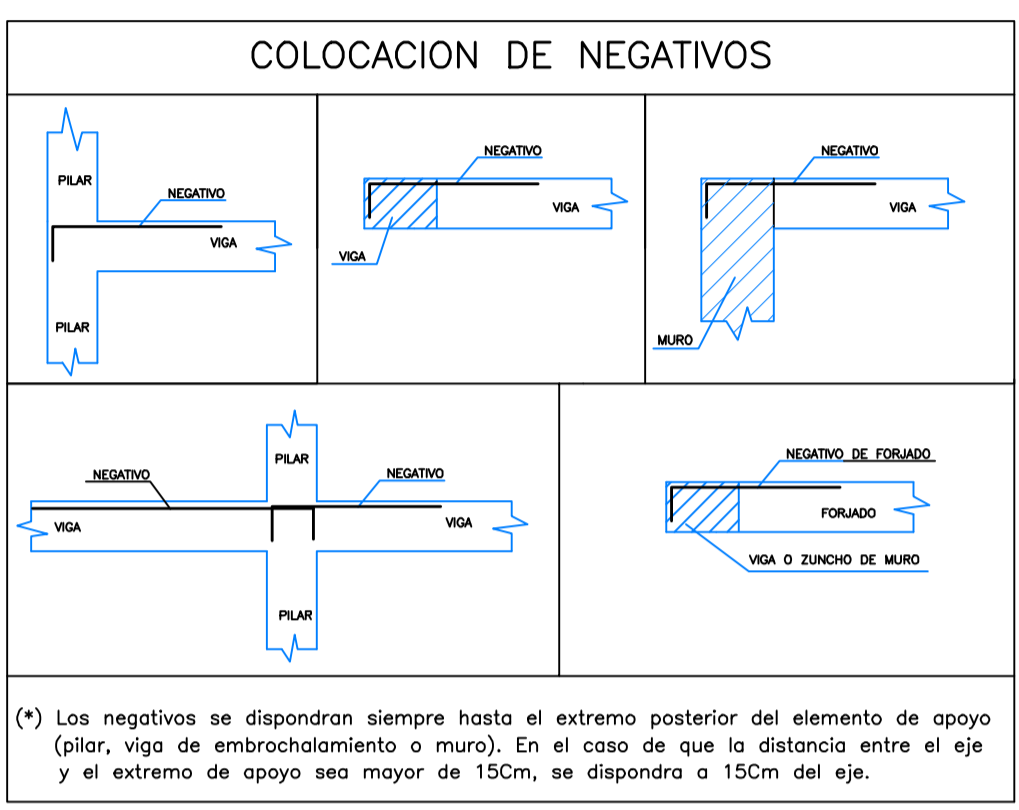 COLOCACION DE NEGATIVOS
PILAR
NEGATIVO
VIGA
PILAR
NEGATIVO
VIGA
VIGA
NEGATIVO
VIGA
MURO
NEGATIVO
PILAR
NEGATIVO
VIGA
VIGA
PILAR
NEGATIVO DE FORJADO
FORJADO
VIGA O ZUNCHO DE MURO
(*) Los negativos se dispondran siempre hasta el extremo posterior del elemento de apoyo
(pilar, viga de embrochalamiento o muro). En el caso de que la distancia entre el eje
y el extremo de apoyo sea mayor de 15Cm, se dispondra a 15Cm del eje.